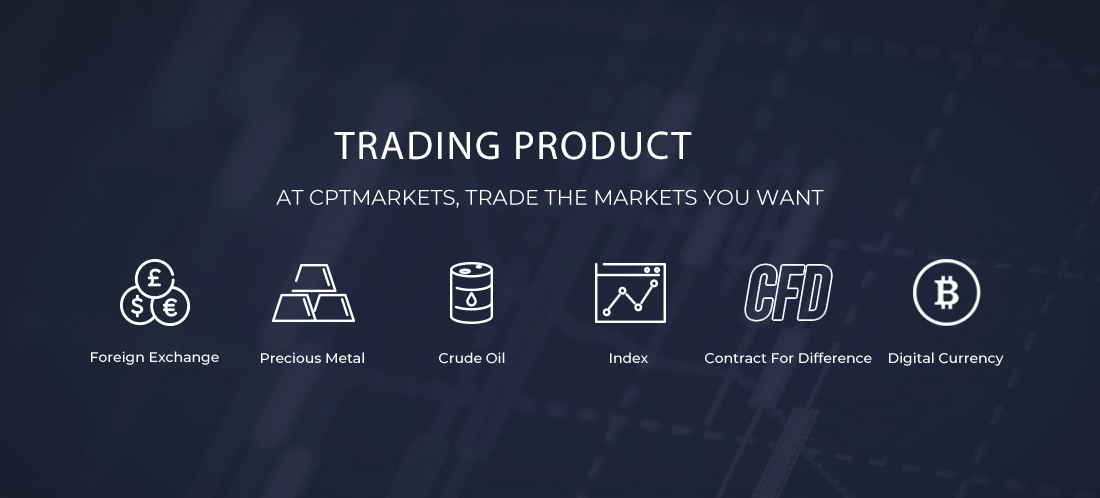 TRADING PRODUCT
AT CPTMARKETS, TRADE THE MARKETS YOU WANT
£
$ €
CFD
₿
Foreign Exchange
Precious Metal
Crude Oil
Index
Contract For Difference
Digital Currency